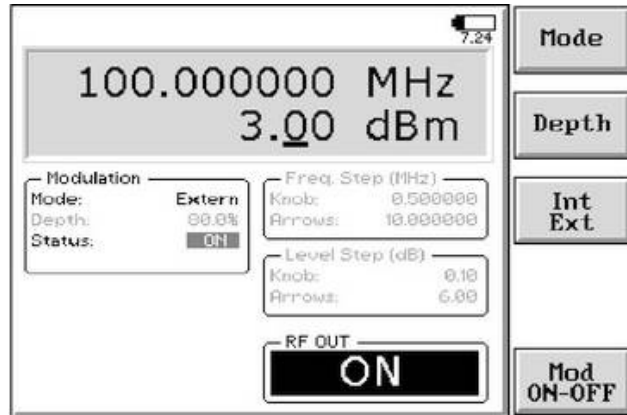 7.24
100.000000 MHz
3.00 dBm
Modulation
Mode: Extern
Depth: 80.0%
Status: ON
Freq. Step (MHz)
Knob: 0.500000
Arrows: 10.000000
Level Step (dB)
Knob: 0.10
Arrows: 6.00
RF OUT
ON
Mode
Depth
Int
Ext
Mod
ON-OFF